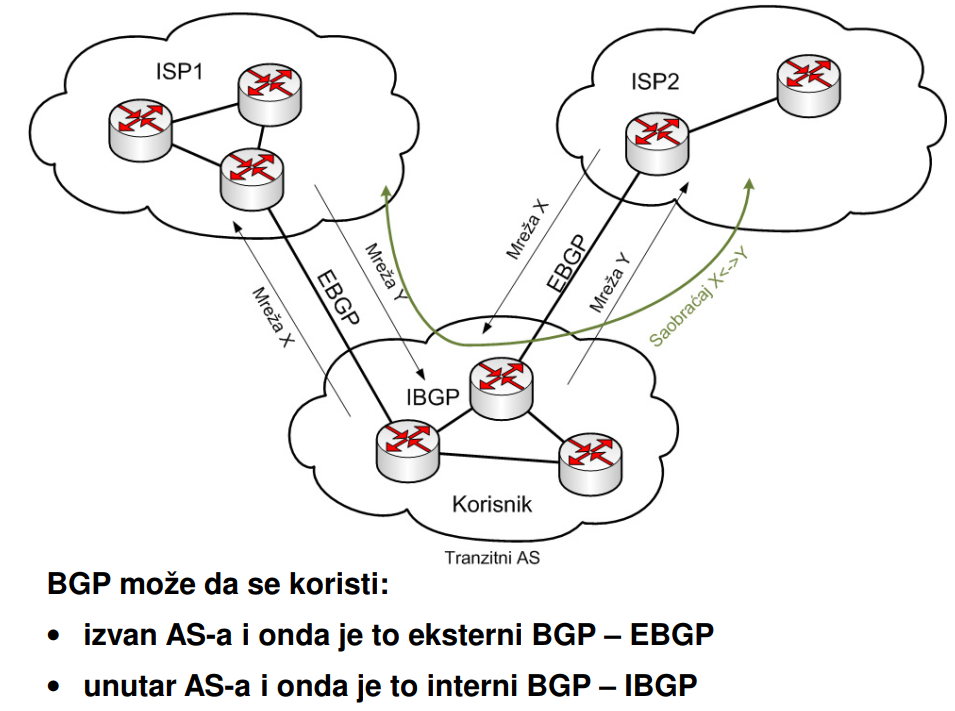 ISP1
ISP2
Mreža X
EBGP
Mreža Y
Mreža X
EBGP
Mreža Y
Saobraćaj X<->Y
IBGP
Korisnik
Tranzitni AS
BGP može da se koristi:
• izvan AS-a i onda je to eksterni BGP – EBGP
• unutar AS-a i onda je to interni BGP – IBGP